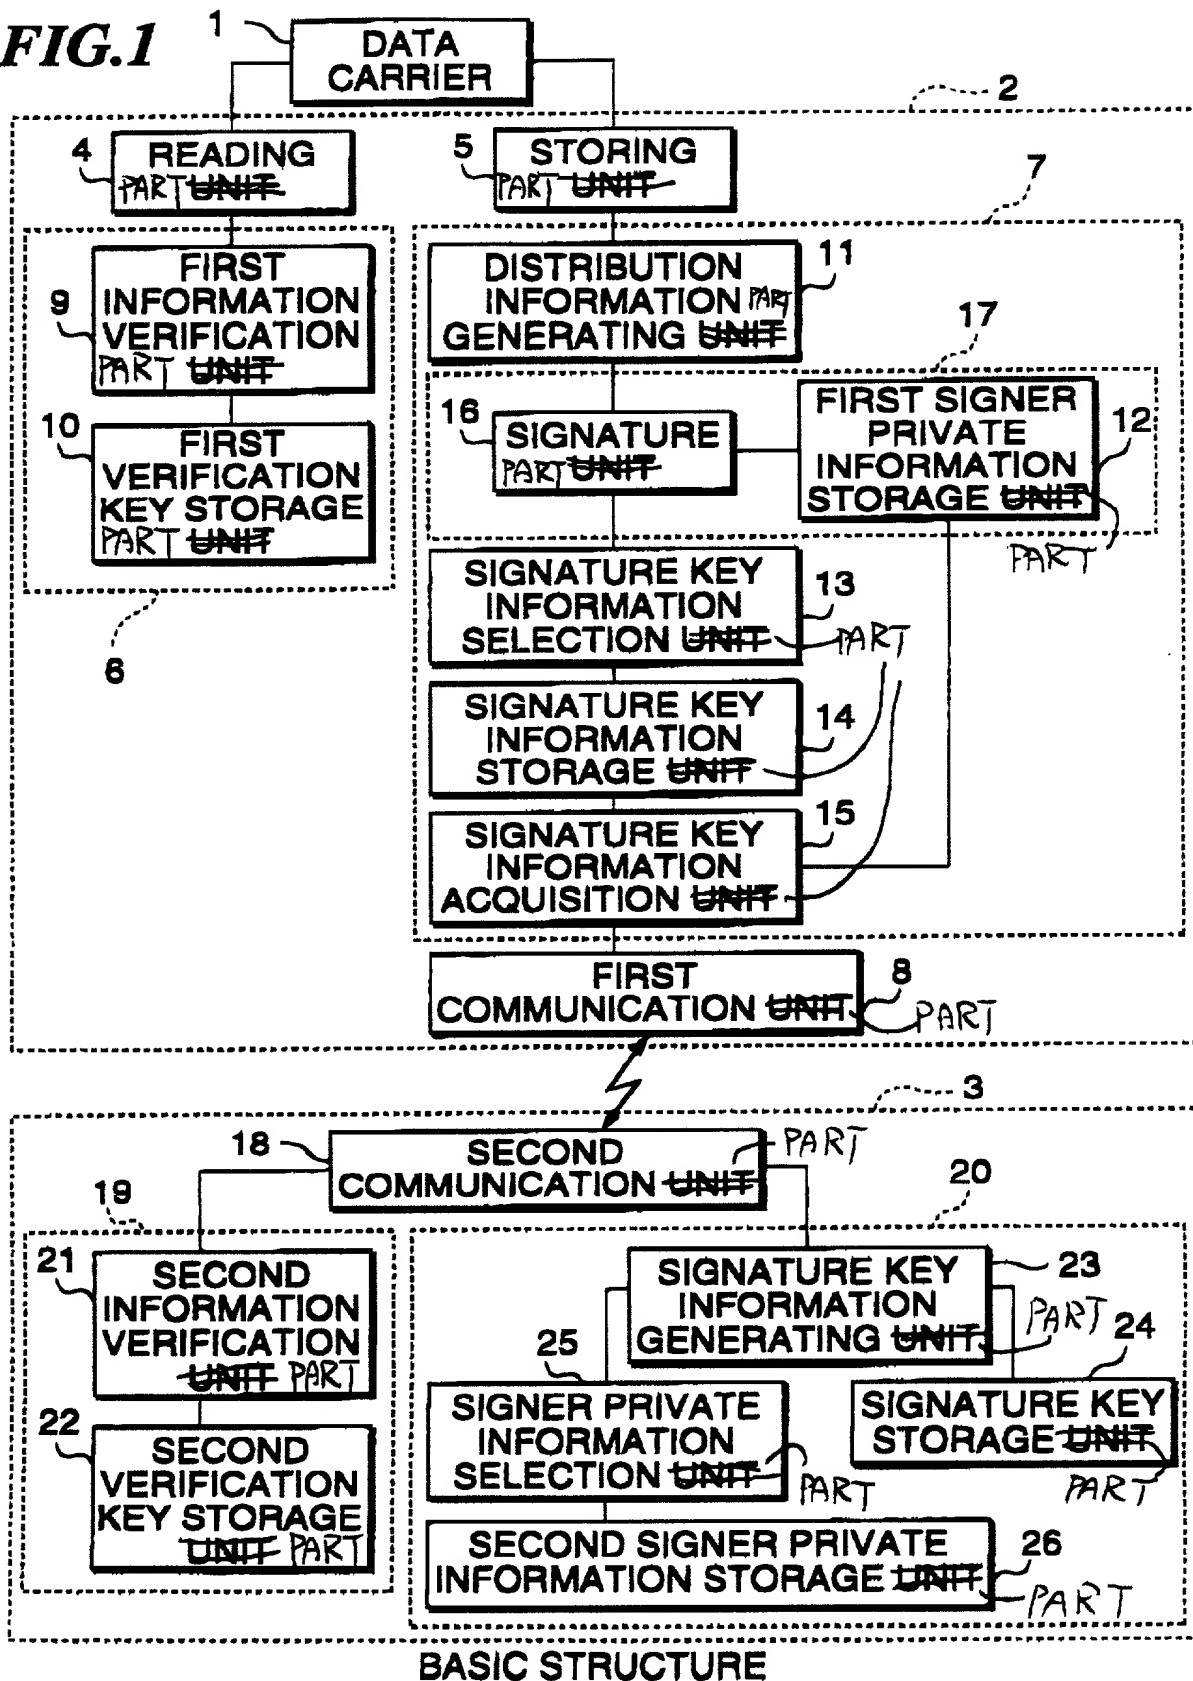 FIG.1
1
DATA
CARRIER
2
4
READING
PART UNIT
5
STORING
PART UNIT
7
9
FIRST
INFORMATION
VERIFICATION
PART UNIT
10
FIRST
VERIFICATION
KEY STORAGE
PART UNIT
6
11
DISTRIBUTION
INFORMATION PART
GENERATING UNIT
17
16
SIGNATURE
PART UNIT
FIRST SIGNER
PRIVATE
INFORMATION
STORAGE UNIT
12
PART
SIGNATURE KEY
INFORMATION
SELECTION UNIT
13
PART
SIGNATURE KEY
INFORMATION
STORAGE UNIT
14
SIGNATURE KEY
INFORMATION
ACQUISITION UNIT
15
FIRST
COMMUNICATION UNIT
8
PART
3
18
SECOND
COMMUNICATION UNIT
PART
19
20
21
SECOND
INFORMATION
VERIFICATION
UNIT PART
22
SECOND
VERIFICATION
KEY STORAGE
UNIT PART
SIGNATURE KEY
INFORMATION
GENERATING UNIT
23
PART
24
25
SIGNER PRIVATE
INFORMATION
SELECTION UNIT
PART
SIGNATURE KEY
STORAGE UNIT
PART
SECOND SIGNER PRIVATE
INFORMATION STORAGE UNIT
26
PART
BASIC STRUCTURE